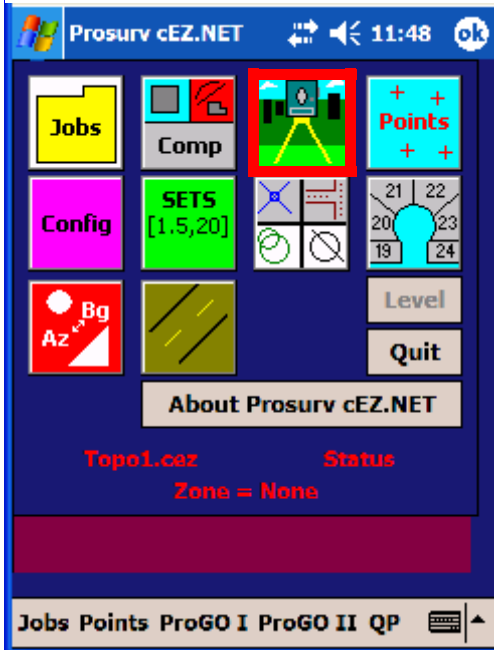 Prosurv cEZ.NET 11:48 ok
Jobs
Comp
Points
Config
SETS
[1.5,20]
21 22
20 23
19 24
Bg
Az
Level
Quit
About Prosurv cEZ.NET
Topo1.cez Status
Zone = None
Jobs Points ProGO I ProGO II QP